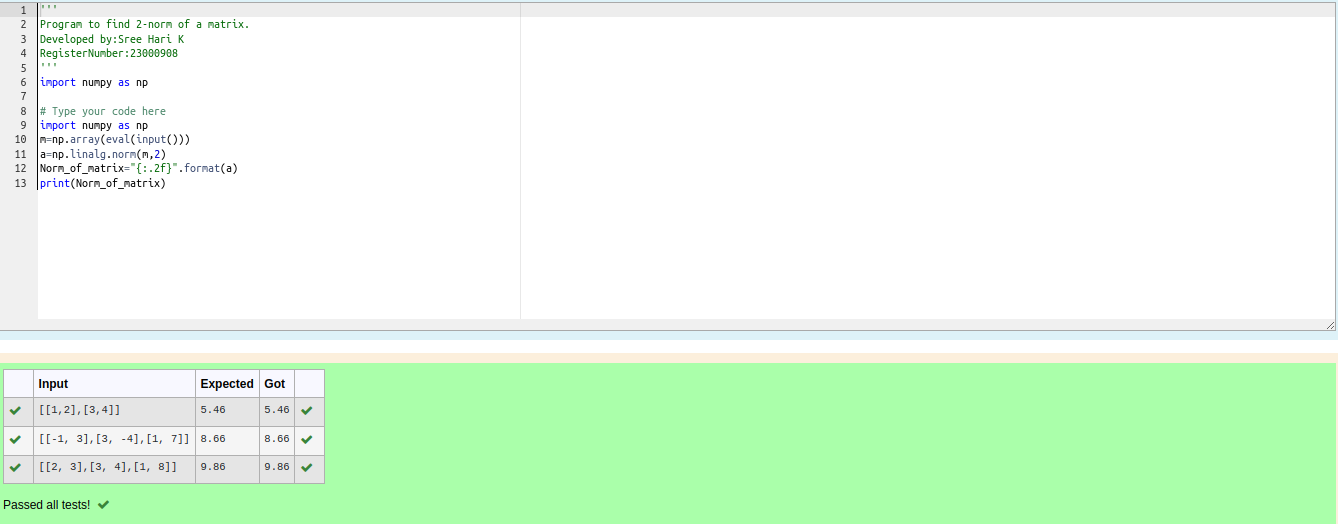 1 '''
2 Program to find 2-norm of a matrix.
3 Developed by:Sree Hari K
4 RegisterNumber:23000908
5 '''
6 import numpy as np
7
8 # Type your code here
9 import numpy as np
10 m=np.array(eval(input()))
11 a=np.linalg.norm(m,2)
12 Norm_of_matrix="{:.2f}".format(a)
13 print(Norm_of_matrix)
Input Expected Got
[[1,2],[3,4]] 5.46 5.46
[[-1, 3],[3, -4],[1, 7]] 8.66 8.66
[[2, 3],[3, 4],[1, 8]] 9.86 9.86
Passed all tests!